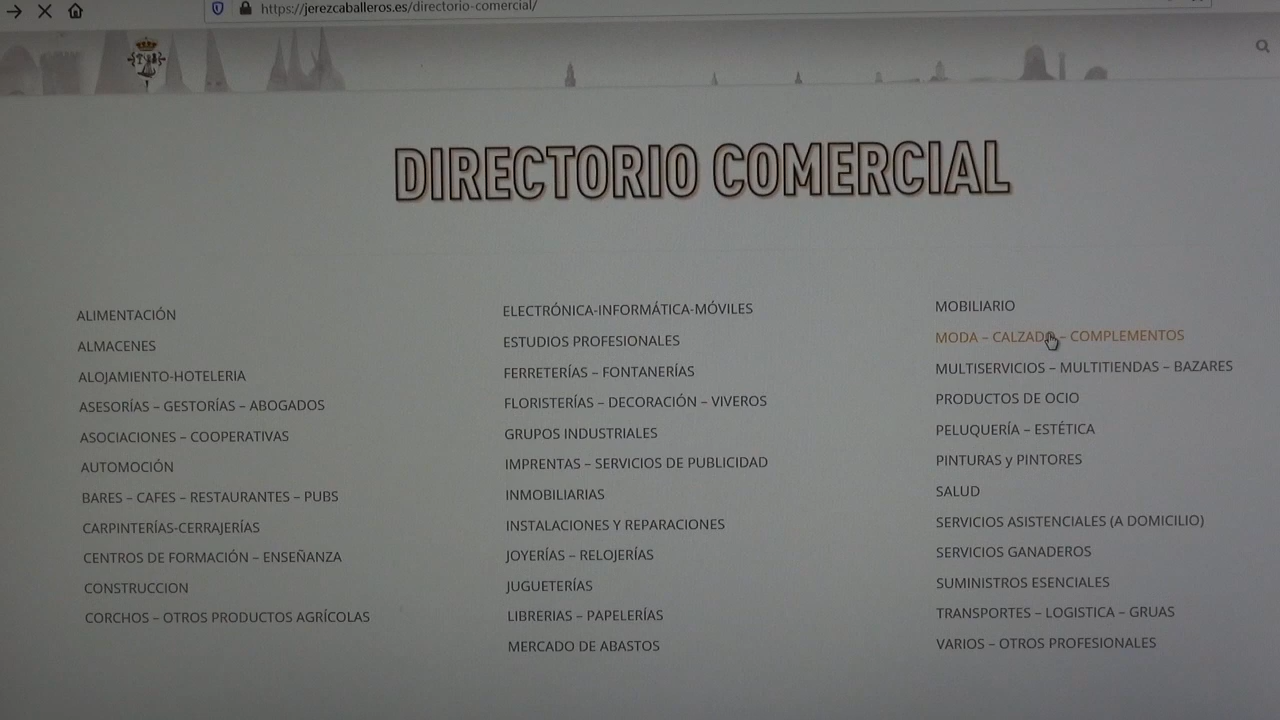 https://jerezcaballeros.es/directorio-comercial/
DIRECTORIO COMERCIAL
ALIMENTACIÓN
ALMACENES
ALOJAMIENTO-HOTELERIA
ASESORÍAS – GESTORÍAS – ABOGADOS
ASOCIACIONES – COOPERATIVAS
AUTOMOCIÓN
BARES – CAFES – RESTAURANTES – PUBS
CARPINTERÍAS-CERRAJERÍAS
CENTROS DE FORMACIÓN – ENSEÑANZA
CONSTRUCCION
CORCHOS – OTROS PRODUCTOS AGRÍCOLAS
ELECTRÓNICA-INFORMÁTICA-MÓVILES
ESTUDIOS PROFESIONALES
FERRETERÍAS – FONTANERÍAS
FLORISTERÍAS – DECORACIÓN – VIVEROS
GRUPOS INDUSTRIALES
IMPRENTAS – SERVICIOS DE PUBLICIDAD
INMOBILIARIAS
INSTALACIONES Y REPARACIONES
JOYERÍAS – RELOJERÍAS
JUGUETERÍAS
LIBRERIAS – PAPELERÍAS
MERCADO DE ABASTOS
MOBILIARIO
MODA – CALZADO – COMPLEMENTOS
MULTISERVICIOS – MULTITIENDAS – BAZARES
PRODUCTOS DE OCIO
PELUQUERÍA – ESTÉTICA
PINTURAS y PINTORES
SALUD
SERVICIOS ASISTENCIALES (A DOMICILIO)
SERVICIOS GANADEROS
SUMINISTROS ESENCIALES
TRANSPORTES – LOGISTICA – GRUAS
VARIOS – OTROS PROFESIONALES